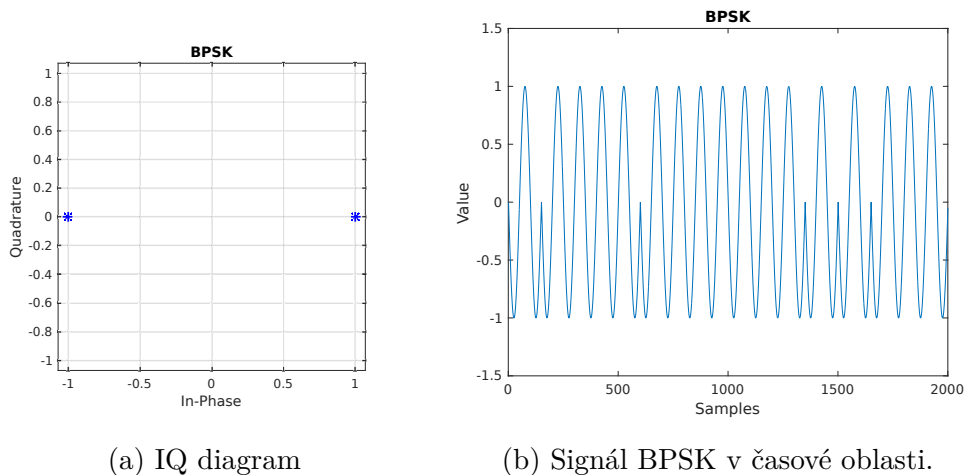 BPSK
1
0.8
0.6
0.4
0.2
0
-0.2
-0.4
-0.6
-0.8
-1
Quadrature
-1 -0.5 0 0.5 1
In-Phase
(a) IQ diagram
BPSK
1.5
1
0.5
0
-0.5
-1
-1.5
Value
0 500 1000 1500 2000
Samples
(b) Signál BPSK v časové oblasti.